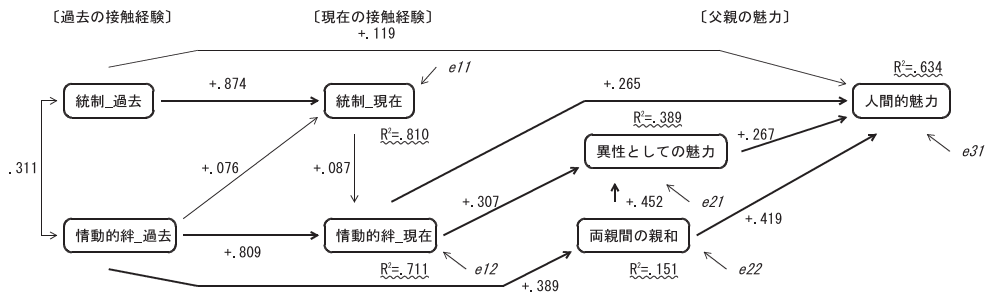 〔過去の接触経験〕 〔現在の接触経験〕 〔父親の魅力〕
+.119
e11
R²=.634
+.874
+.265
統制_過去 統制_現在 人間的魅力
R²=.389
R²=.810
+.267
異性としての魅力
e31
.311
+.076
+.087
+.307
+.452
e21
+.419
情動的絆_過去 情動的絆_現在 両親間の親和
+.809
R²=.711
e12
R²=.151
e22
+.389